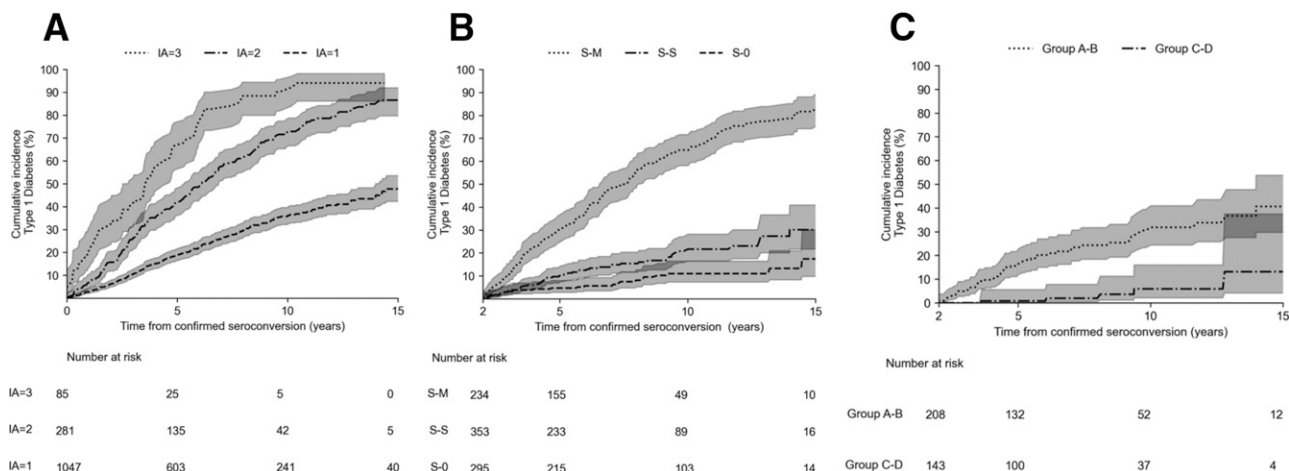 A
IA=3 IA=2 IA=1
100
90
80
70
60
50
40
30
20
10
Cumulative incidence
Type 1 Diabetes (%)
0 5 10 15
Time from confirmed seroconversion (years)
Number at risk
IA=3 85 25 5 0
IA=2 281 135 42 5
IA=1 1047 603 241 40
B
S-M S-S S-0
100
90
80
70
60
50
40
30
20
10
Cumulative incidence
Type 1 Diabetes (%)
2 5 10 15
Time from confirmed seroconversion (years)
Number at risk
S-M 234 155 49 10
S-S 353 233 89 16
S-0 295 215 103 14
C
Group A-B Group C-D
100
90
80
70
60
50
40
30
20
10
0
Cumulative incidence
Type 1 Diabetes (%)
2 5 10 15
Time from confirmed seroconversion (years)
Number at risk
Group A-B 208 132 52 12
Group C-D 143 100 37 4